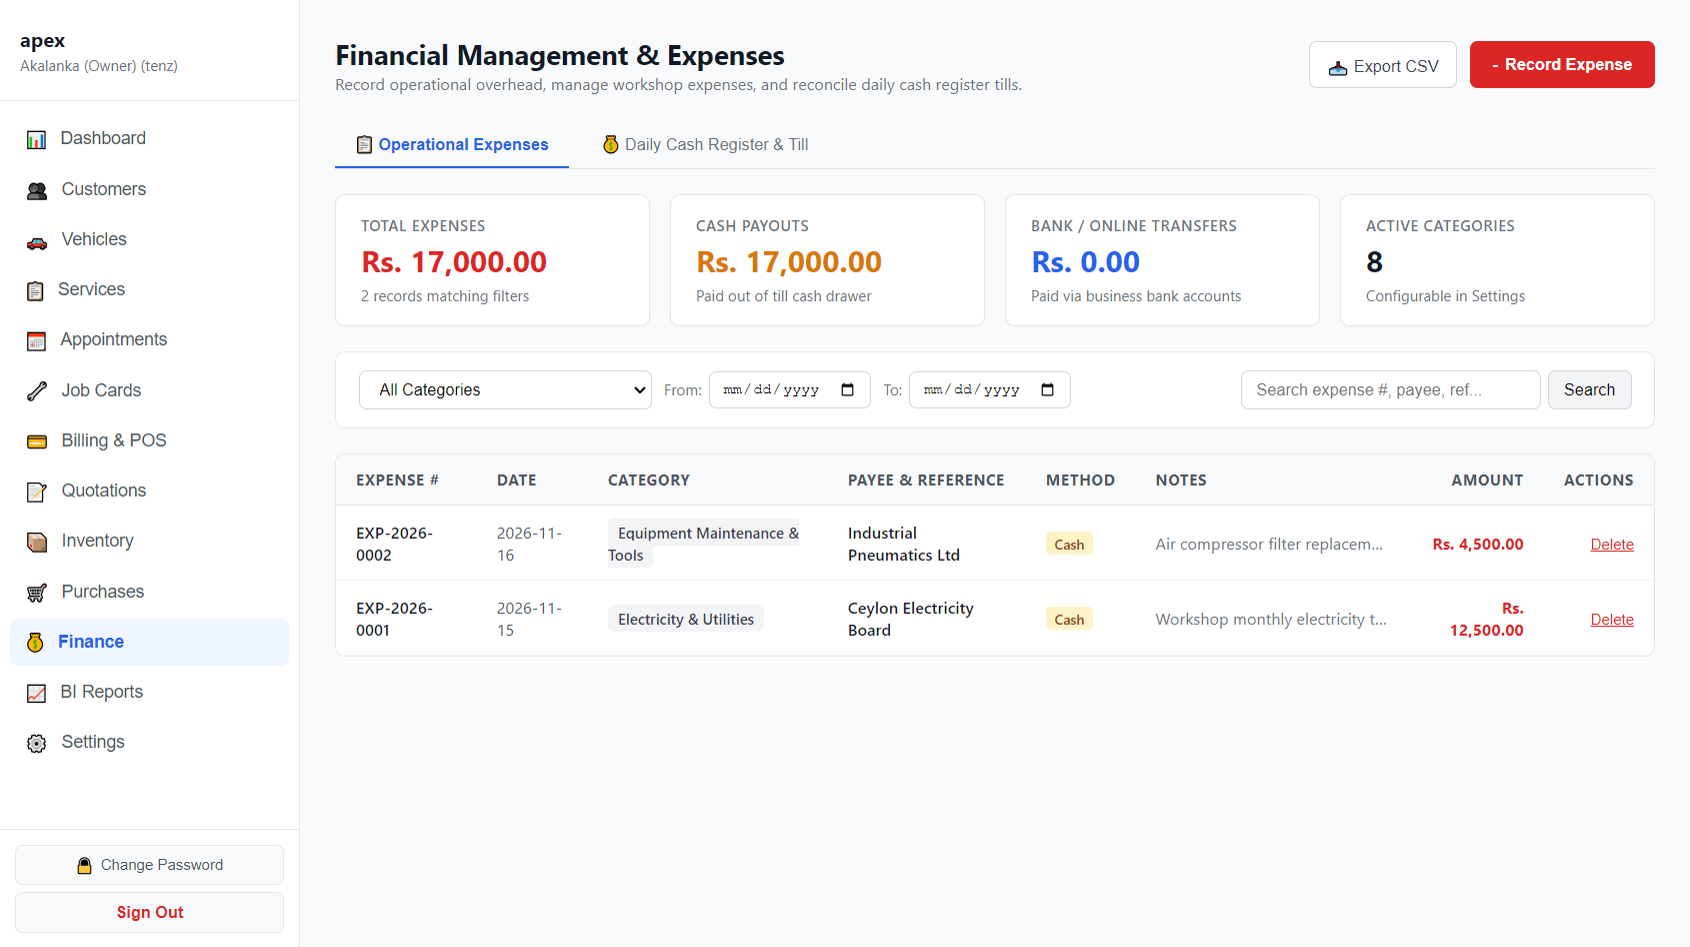 apex
Akalanka (Owner) (tenz)
Dashboard
Customers
Vehicles
Services
Appointments
Job Cards
Billing & POS
Quotations
Inventory
Purchases
Finance
BI Reports
Settings
Change Password
Sign Out
Financial Management & Expenses
Record operational overhead, manage workshop expenses, and reconcile daily cash register tills.
Export CSV
- Record Expense
Operational Expenses
Daily Cash Register & Till
TOTAL EXPENSES
Rs. 17,000.00
2 records matching filters
CASH PAYOUTS
Rs. 17,000.00
Paid out of till cash drawer
BANK / ONLINE TRANSFERS
Rs. 0.00
Paid via business bank accounts
ACTIVE CATEGORIES
8
Configurable in Settings
All Categories From: mm/dd/yyyy To: mm/dd/yyyy Search expense #, payee, ref... Search
EXPENSE # DATE CATEGORY PAYEE & REFERENCE METHOD NOTES AMOUNT ACTIONS
EXP-2026-
0002
2026-11-
16
Equipment Maintenance &
Tools
Industrial
Pneumatics Ltd
Cash
Air compressor filter replacem...
Rs. 4,500.00
Delete
EXP-2026-
0001
2026-11-
15
Electricity & Utilities
Ceylon Electricity
Board
Cash
Workshop monthly electricity t...
Rs.
12,500.00
Delete